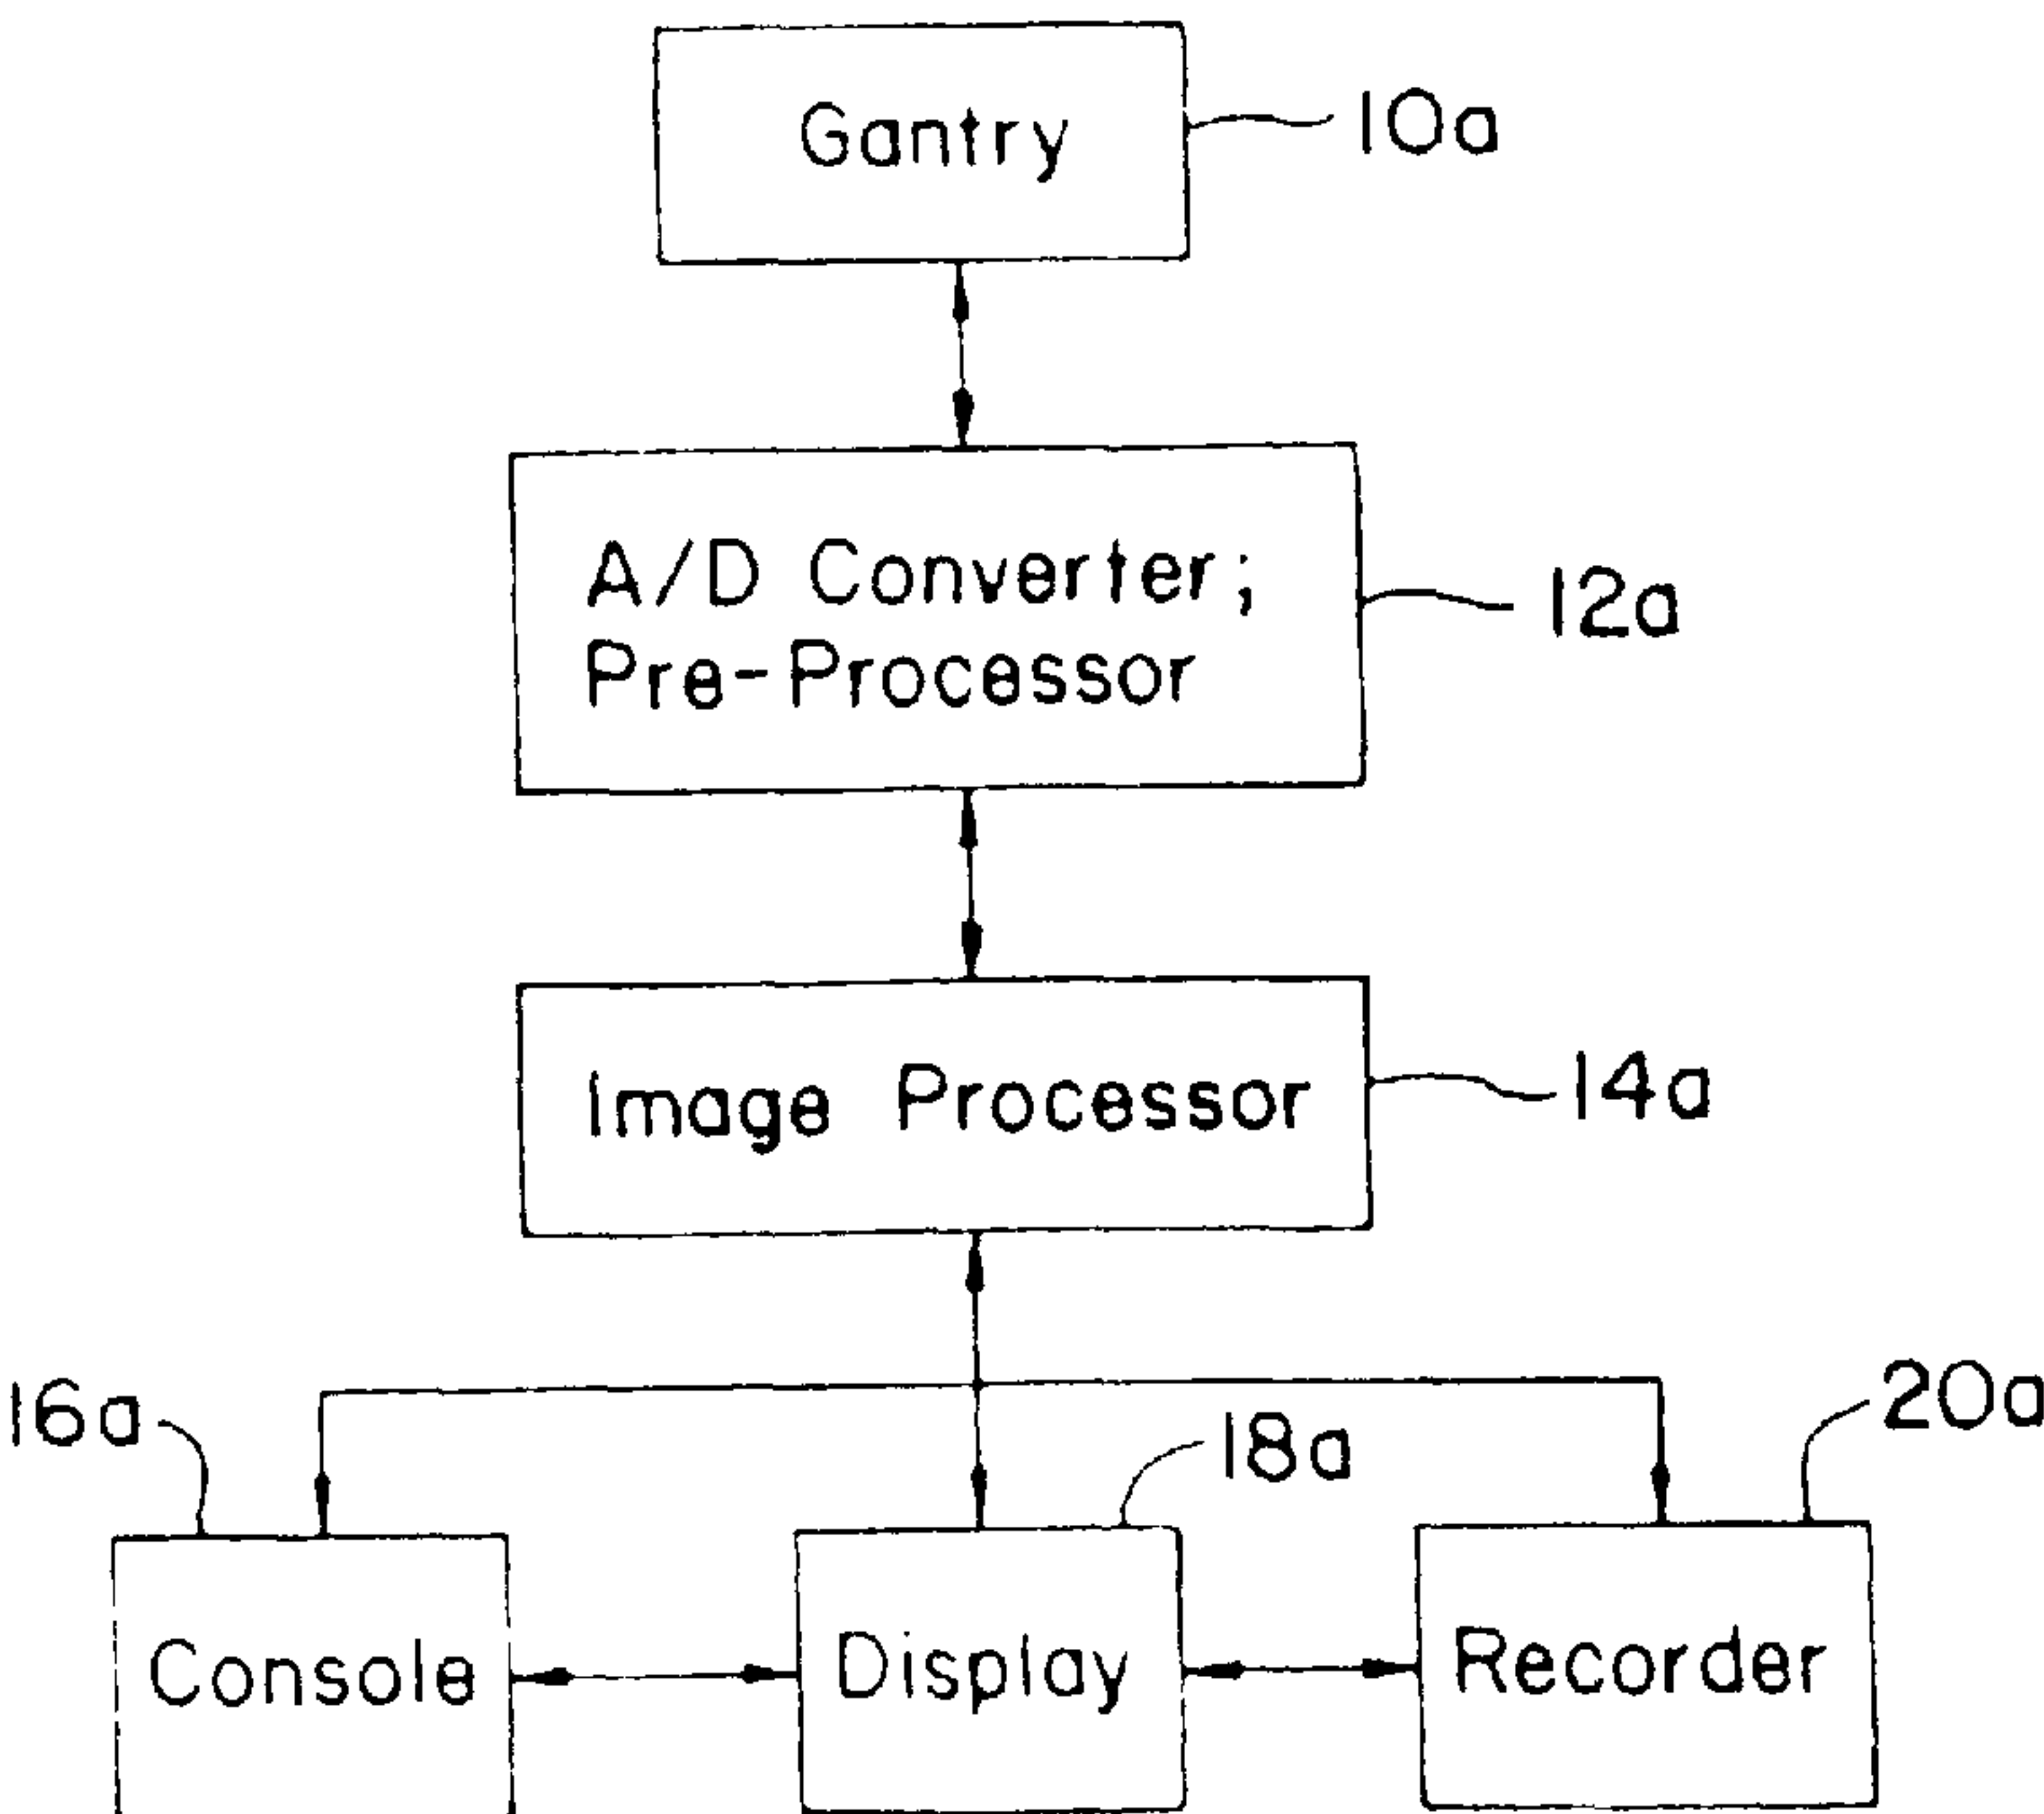 Gantry
10a
A/D Converter;
Pre-Processor
12a
Image Processor
14a
16a
18a
20a
Console
Display
Recorder